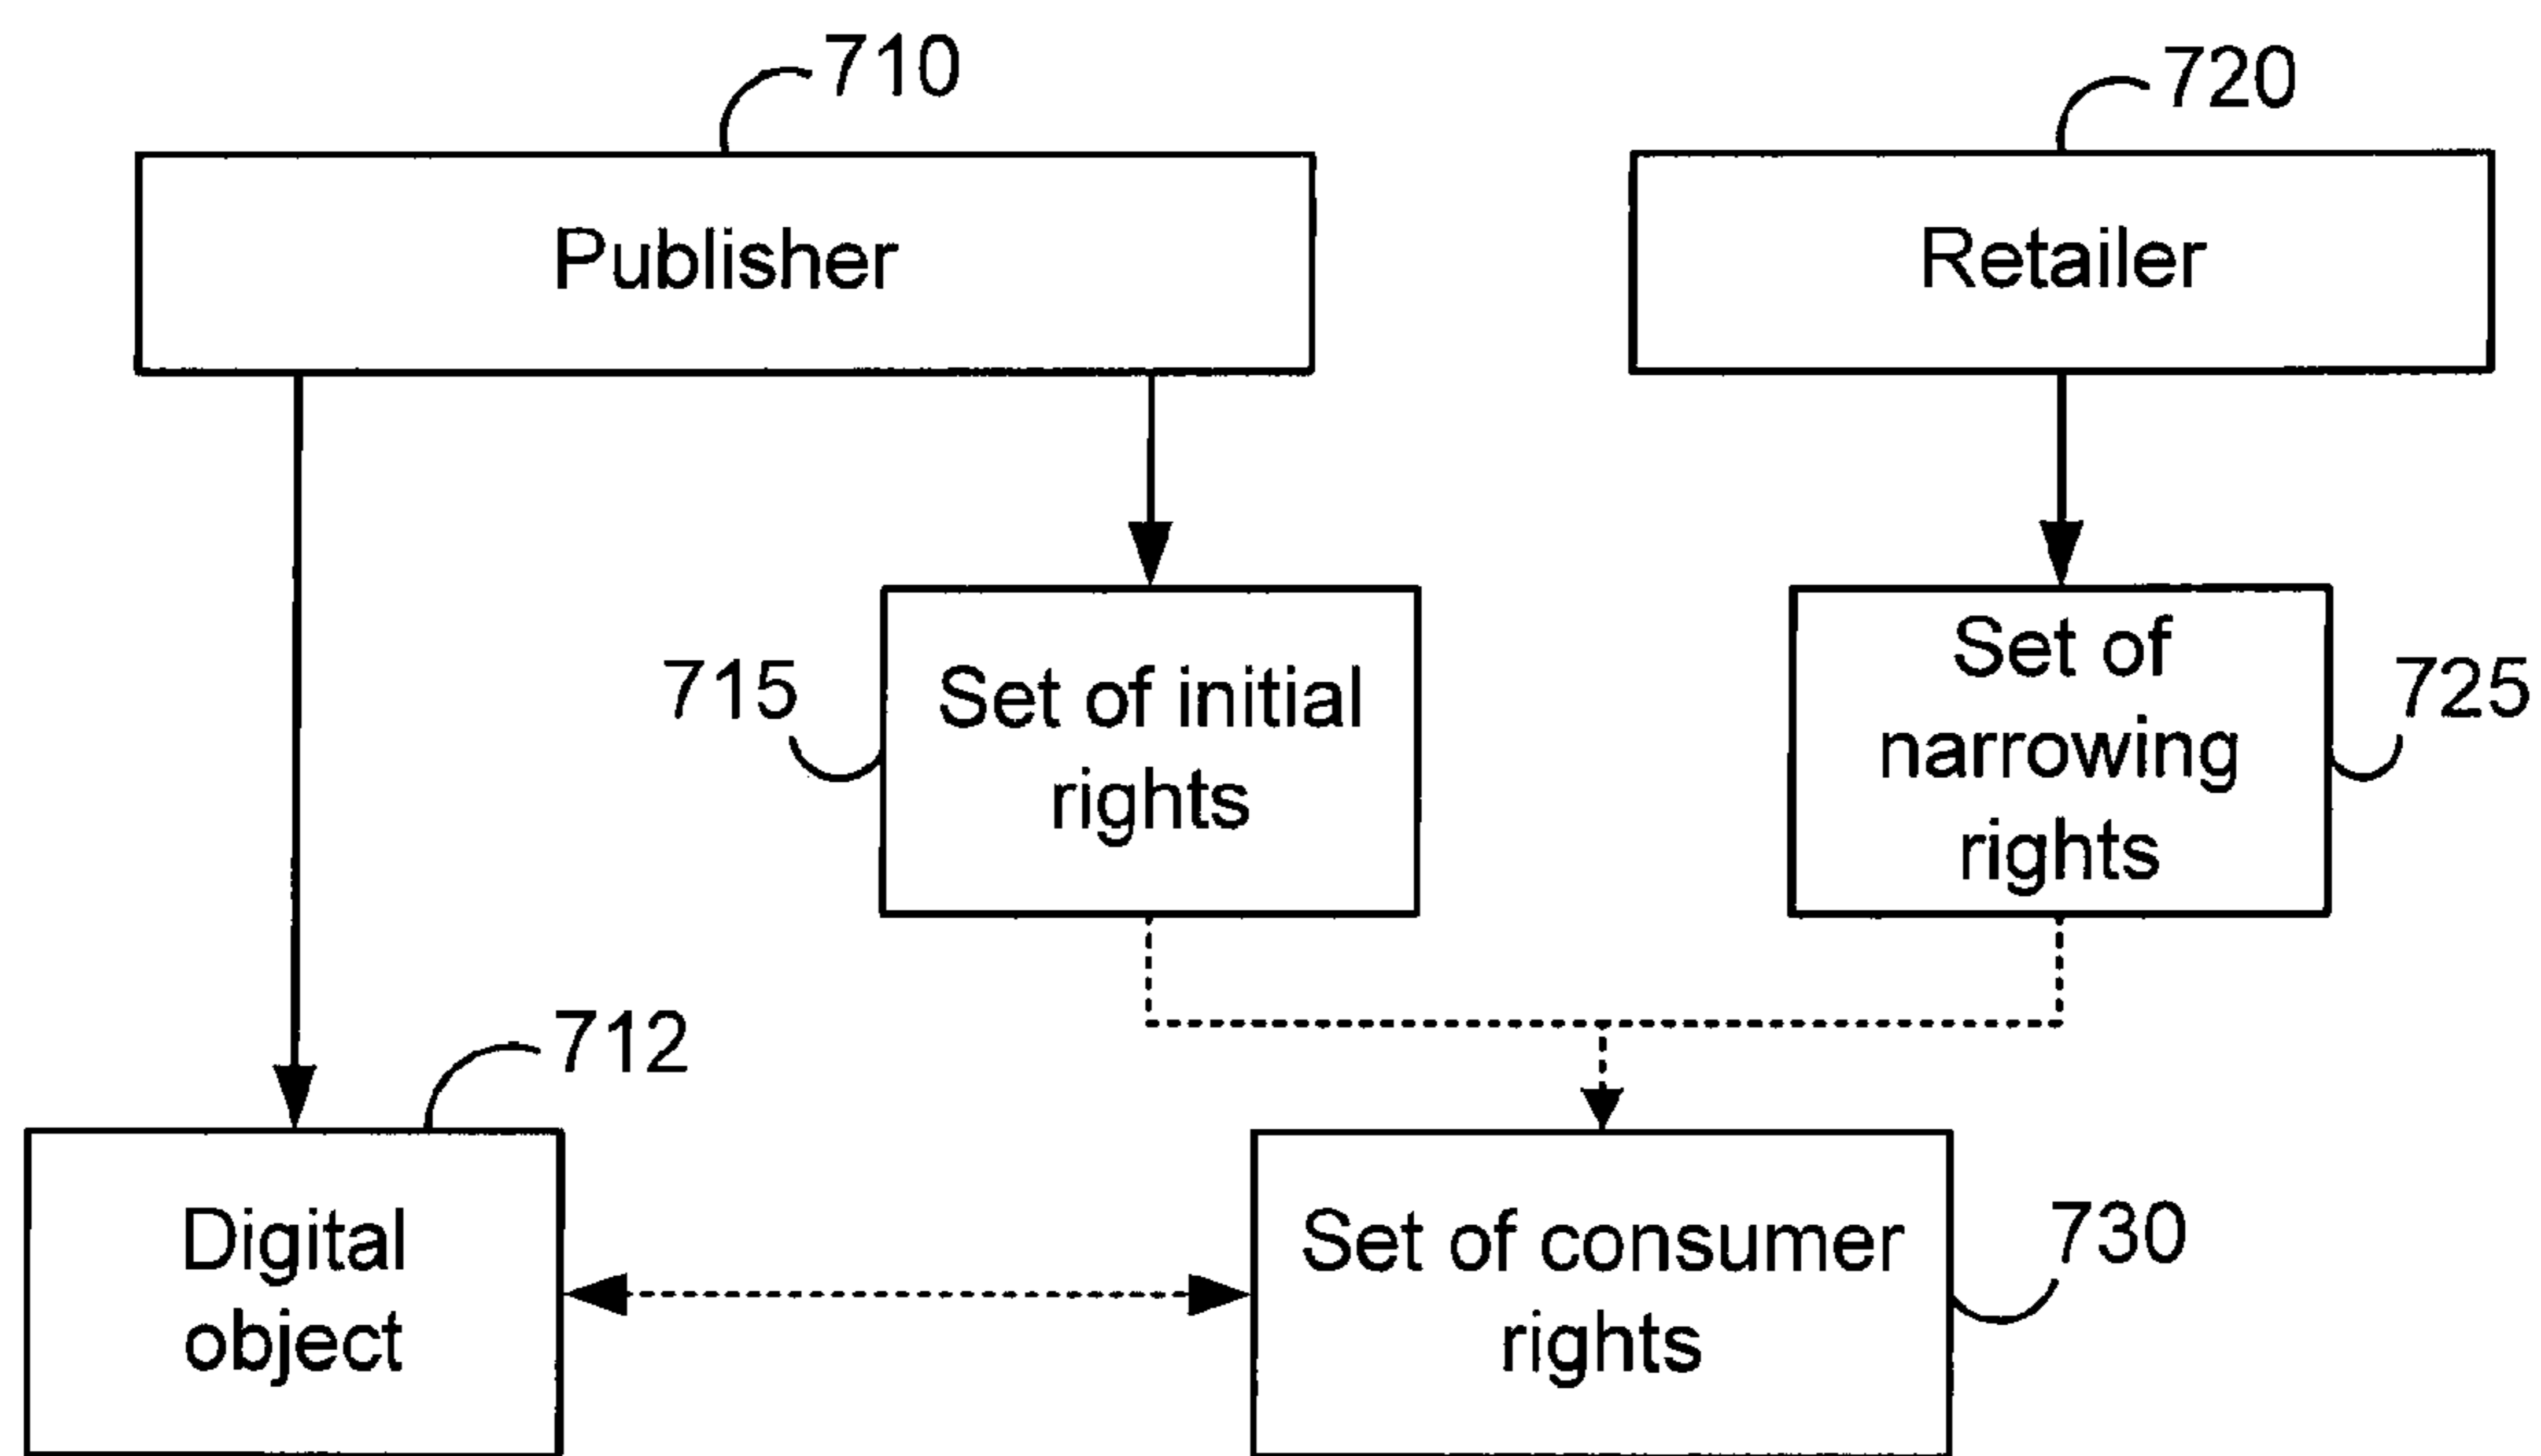 710
720
Publisher
Retailer
715
Set of initial
rights
Set of
narrowing
rights
725
712
Digital
object
Set of consumer
rights
730